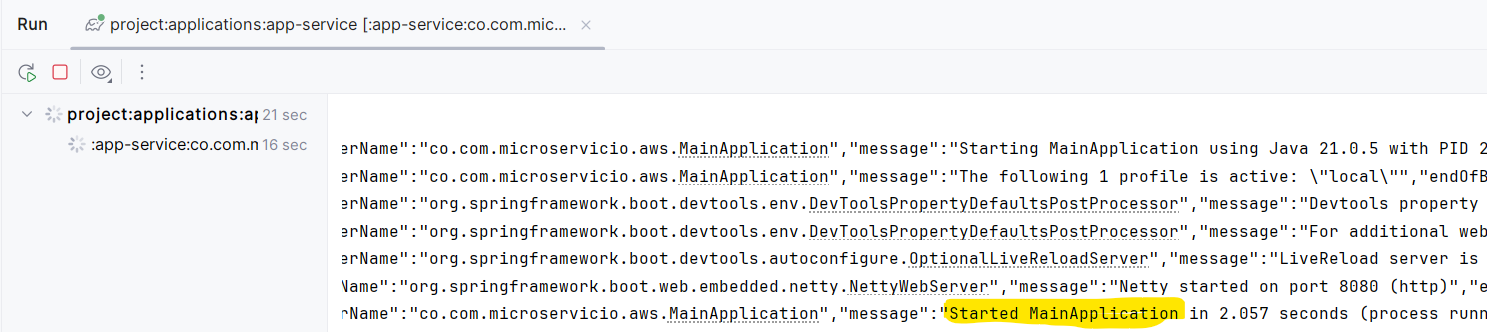 Run project:applications:app-service [:app-service:co.com.mic...
project:applications:ap 21 sec
:app-service:co.com.m 16 sec
erName":"co.com.microservicio.aws.MainApplication","message":"Starting MainApplication using Java 21.0.5 with PID 2
erName":"co.com.microservicio.aws.MainApplication","message":"The following 1 profile is active: \"local\"","endOfB
erName":"org.springframework.boot.devtools.env.DevToolsPropertyDefaultsPostProcessor","message":"Devtools property
erName":"org.springframework.boot.devtools.env.DevToolsPropertyDefaultsPostProcessor","message":"For additional web
erName":"org.springframework.boot.devtools.autoconfigure.OptionalLiveReloadServer","message":"LiveReload server is
Name":"org.springframework.boot.web.embedded.netty.NettyWebServer","message":"Netty started on port 8080 (http)","e
rName":"co.com.microservicio.aws.MainApplication","message":"Started MainApplication in 2.057 seconds (process runn